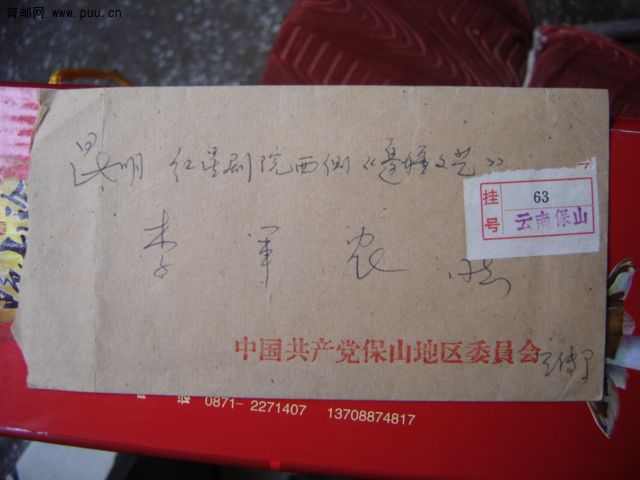 普邮网 www.puu.cn
昆明 红星剧院西侧《边疆文艺》
李军农 同志
挂号 63
云南保山
中国共产党保山地区委員会
0871-2271407 13708874817